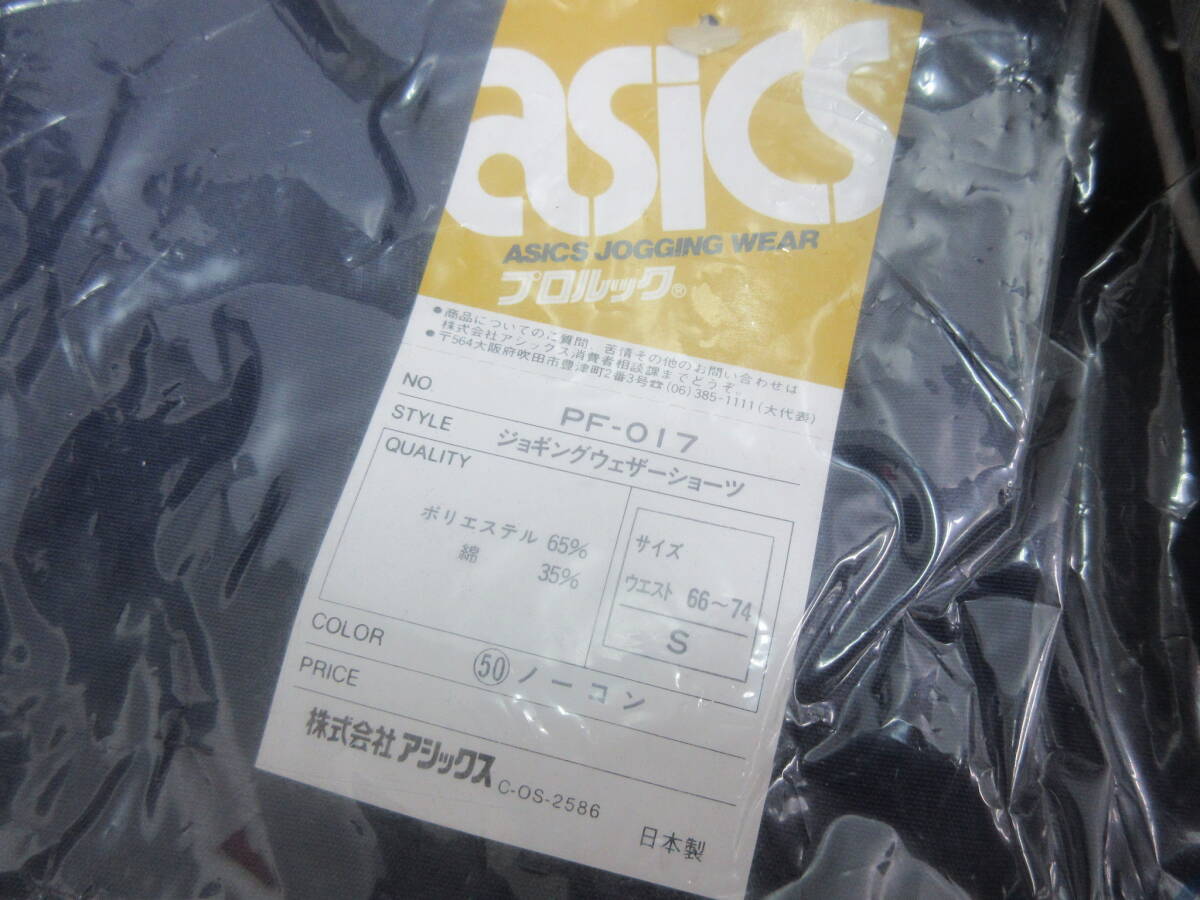 asics
ASICS JOGGING WEAR
プロルック®
●商品についてのご質問、苦情その他のお問い合わせは
株式会社アシックス消費者相談課までどうぞ。
●〒564大阪府吹田市豊津町2番3号☎(06)385-1111(大代表)
NO. PF-017
STYLE ジョギングウェザーショーツ
QUALITY
ポリエステル 65%
綿 35%
サイズ
ウエスト 66～74
S
COLOR ㊿ノーコン
PRICE
株式会社アシックス C-OS-2586
日本製